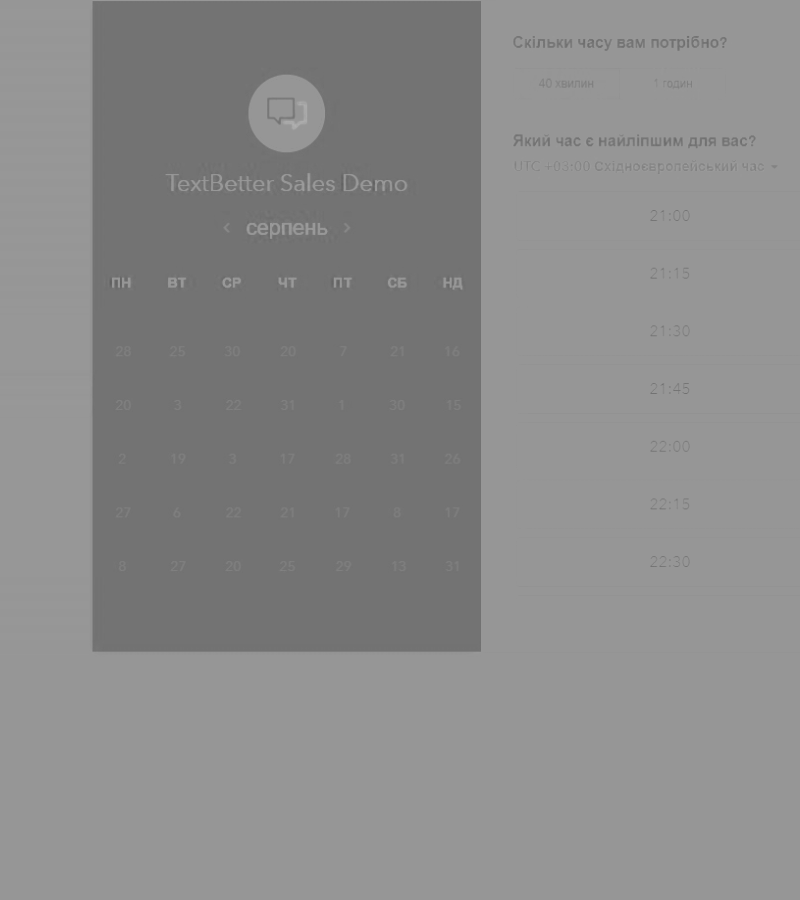 TextBetter Sales Demo
‹ серпень ›
ПН ВТ СР ЧТ ПТ СБ НД
28 25 30 20 7 21 16
20 3 22 31 1 30 15
2 19 3 17 28 31 26
27 6 22 21 17 8 17
8 27 20 25 29 13 31
Скільки часу вам потрібно?
40 хвилин 1 годин
Який час є найліпшим для вас?
UTC +03:00 Східноєвропейський час
21:00
21:15
21:30
21:45
22:00
22:15
22:30